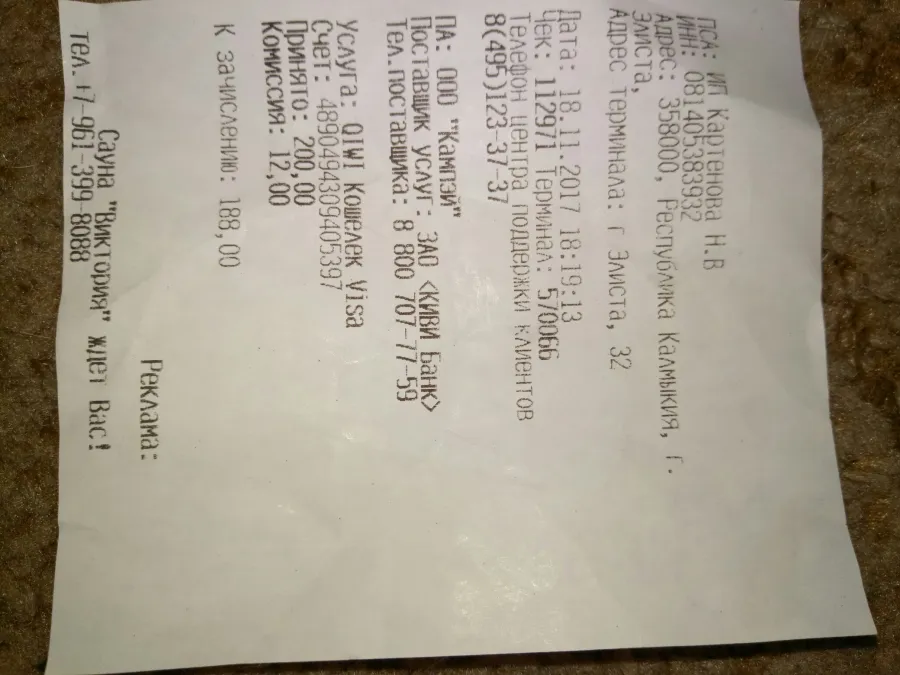 ПСА: ИП Картенова Н.В
ИНН: 081405383932
Адрес: 358000, Республика Калмыкия, г.
Элиста,
Адрес терминала: г Элиста, 32
Дата: 18.11.2017 18:19:13
Чек: 112971 Терминал: 570066
Телефон центра поддержки клиентов
8(495)123-37-37
ПА: ООО "Кампэй"
Поставщик услуг: ЗАО <КИВИ Банк>
Тел.поставщика: 8 800 707-77-59
Услуга: QIWI Кошелек Visa
Счет: 4890494309405397
Принято: 200,00
Комиссия: 12,00
К зачислению: 188,00
Реклама:
Сауна "Виктория" ждет Вас!
тел. +7-961-399-8088